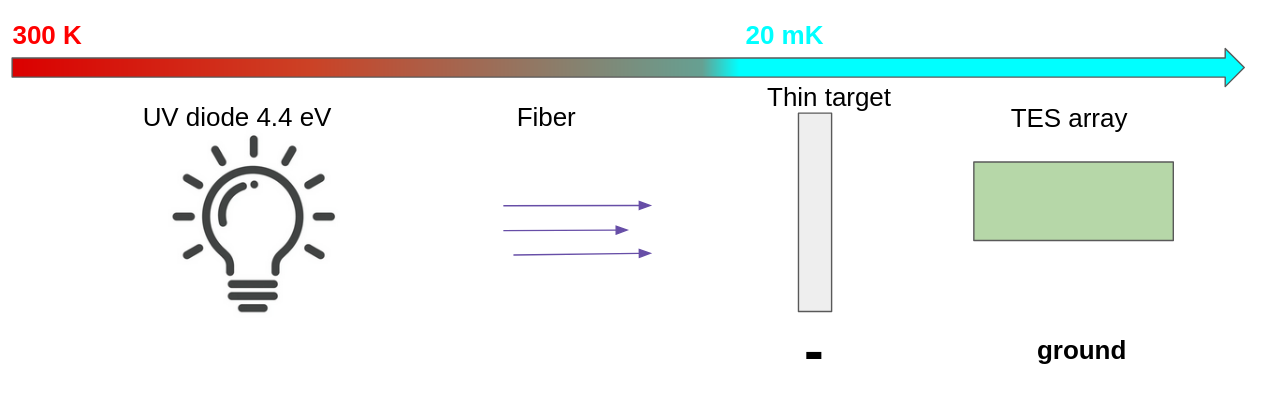 300 K
20 mK
UV diode 4.4 eV
Fiber
Thin target
TES array
-
ground